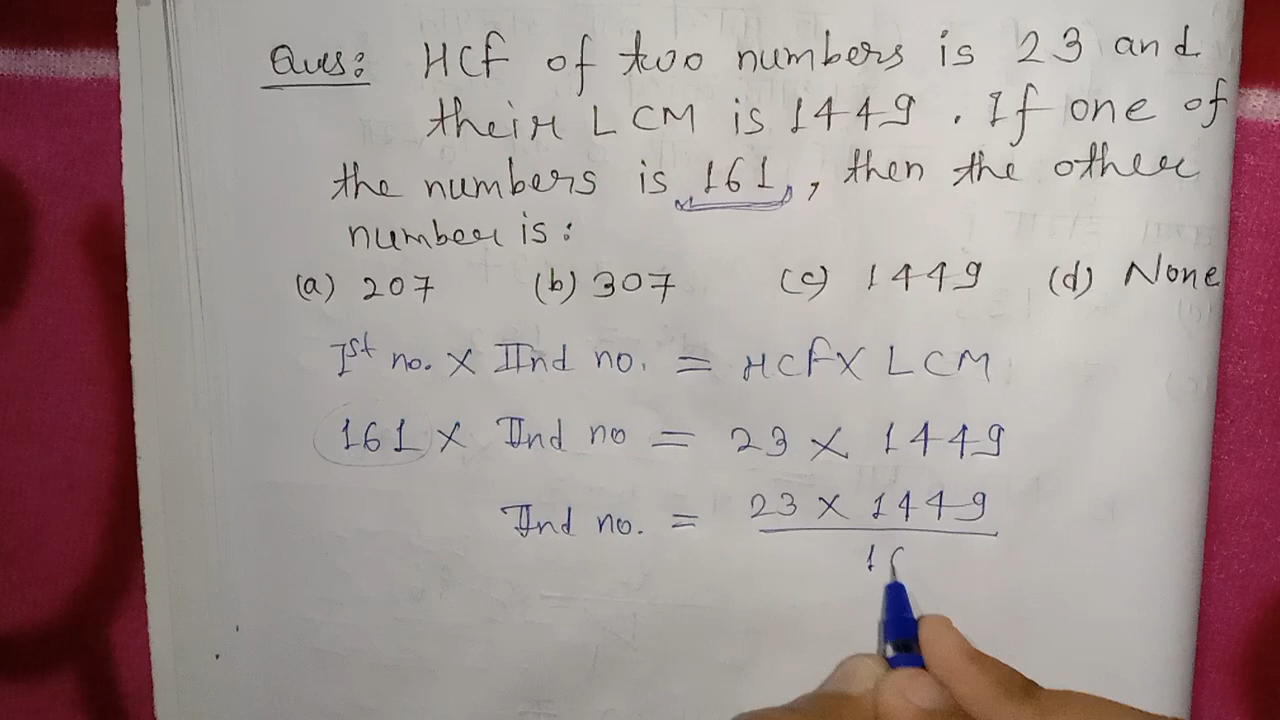 Ques: HCF of two numbers is 23 and
their LCM is 1449. If one of
the numbers is 161, then the other
number is:
(a) 207 (b) 307 (c) 1449 (d) None
Ist no. × IInd no. = HCF × LCM
161 × IInd no = 23 × 1449
IInd no. = 23 × 1449
16